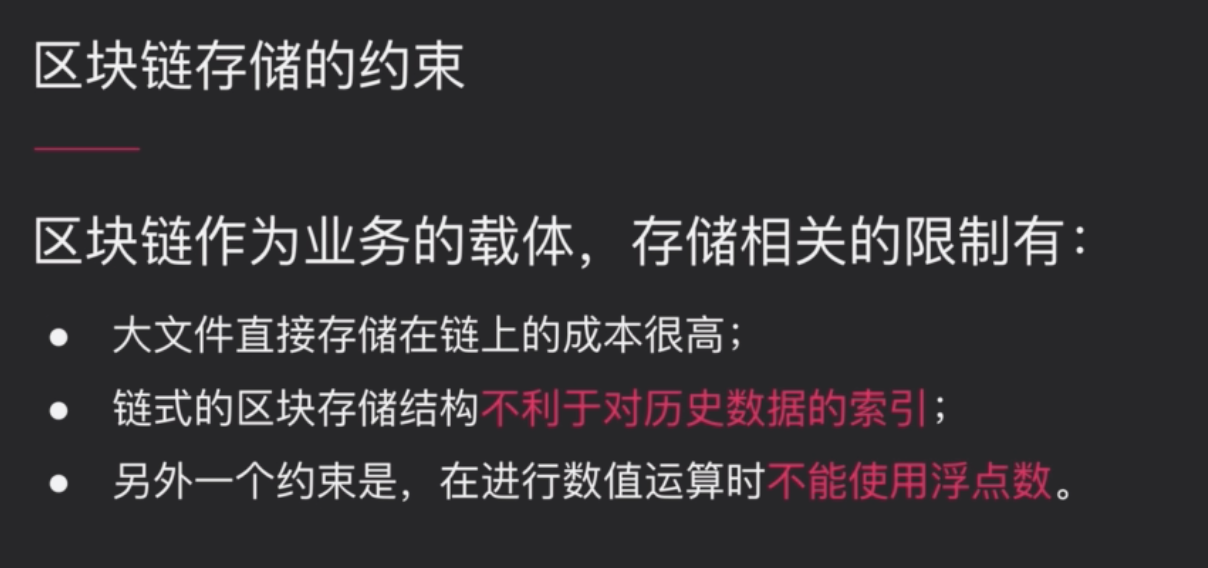 区块链存储的约束
区块链作为业务的载体，存储相关的限制有：
● 大文件直接存储在链上的成本很高；
● 链式的区块存储结构不利于对历史数据的索引；
● 另外一个约束是，在进行数值运算时不能使用浮点数。